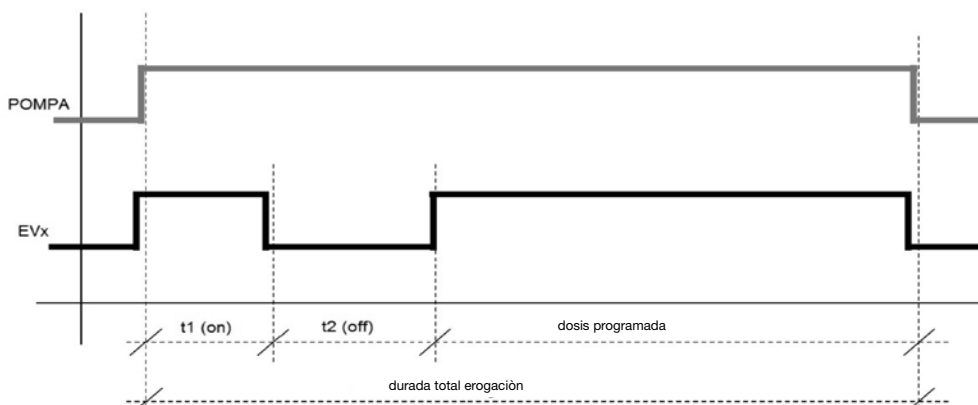 POMPA
EVx
t1 (on)
t2 (off)
dosis programada
durada total erogaciòn